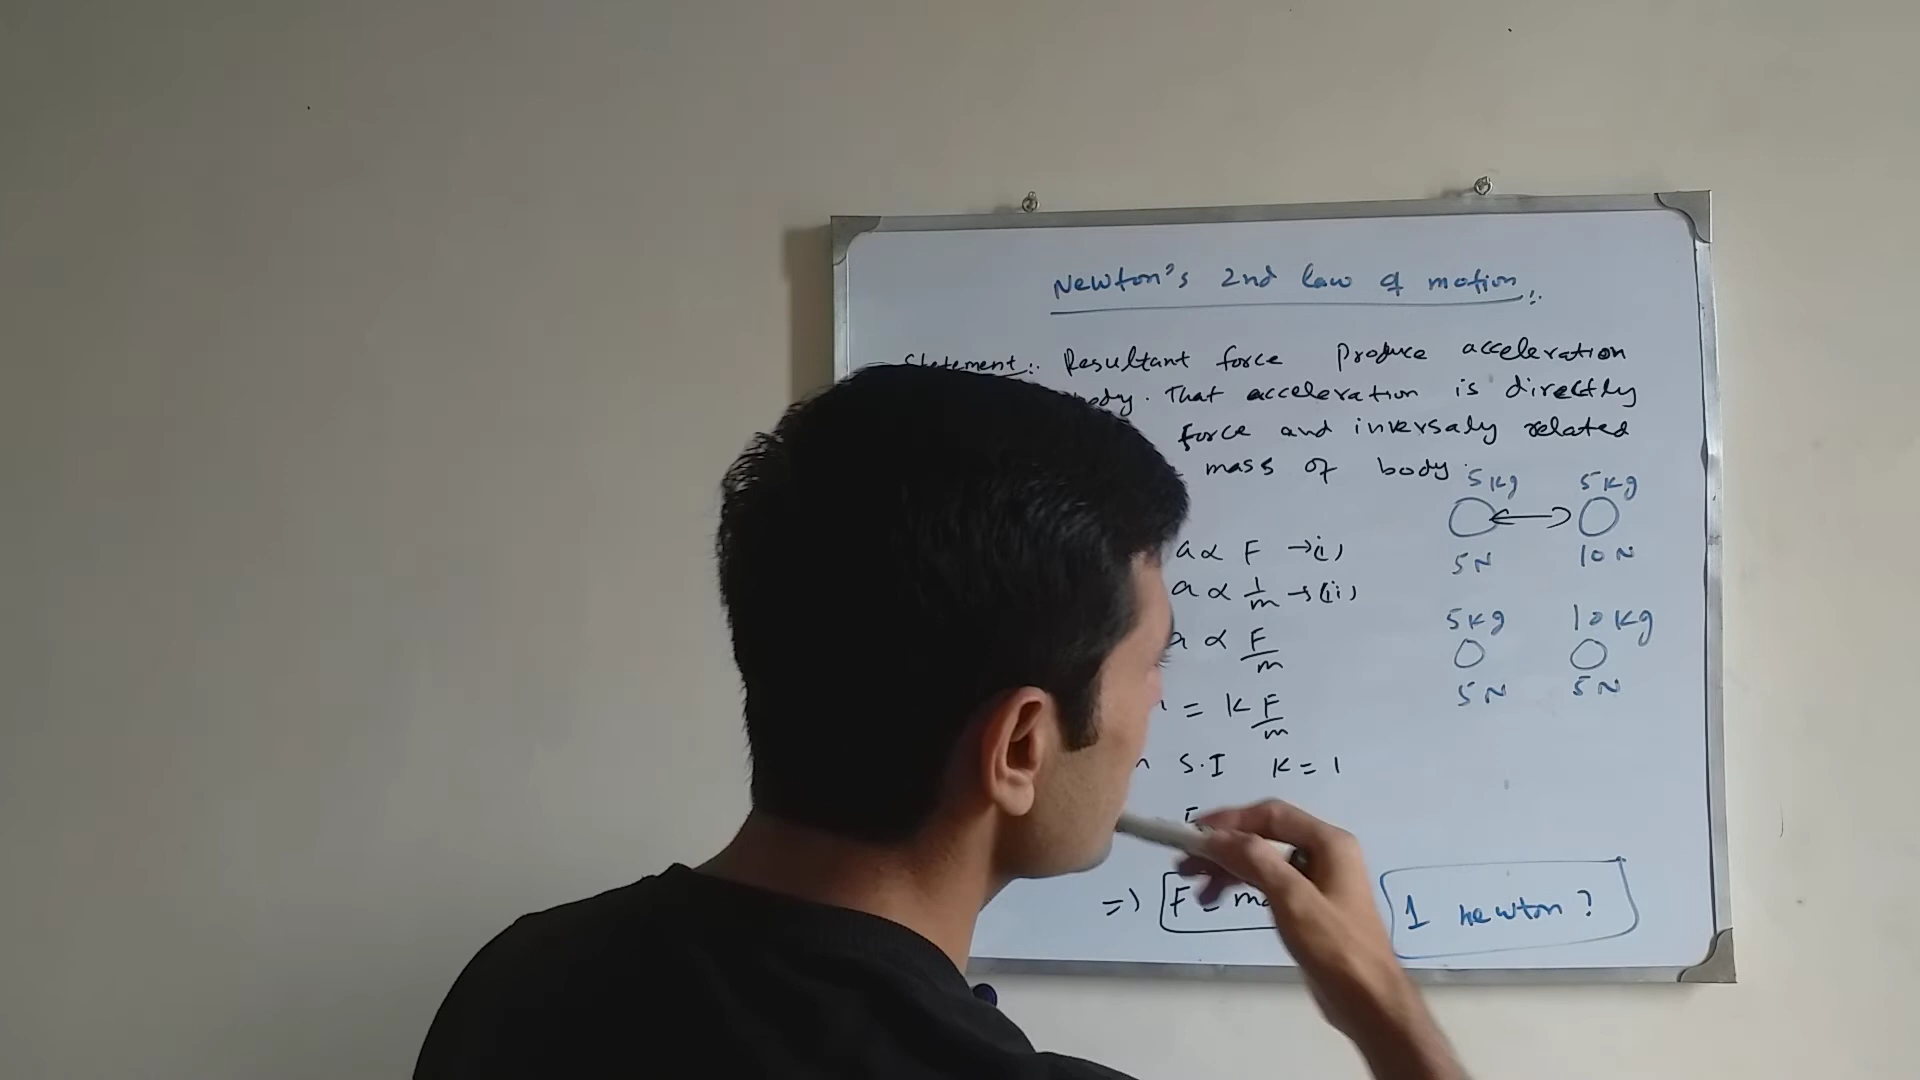 Newton's 2nd law of motion :.
Statement :. Resultant force produce acceleration
body. That acceleration is directly
force and inversaly related
mass of body.
5kg 5kg
5N 10N
a ∝ F →(i)
a ∝ 1/m →(ii)
5kg 10kg
a ∝ F/m
5N 5N
= K F/m
S.I K = 1
F
=) F = ma
1 newton?